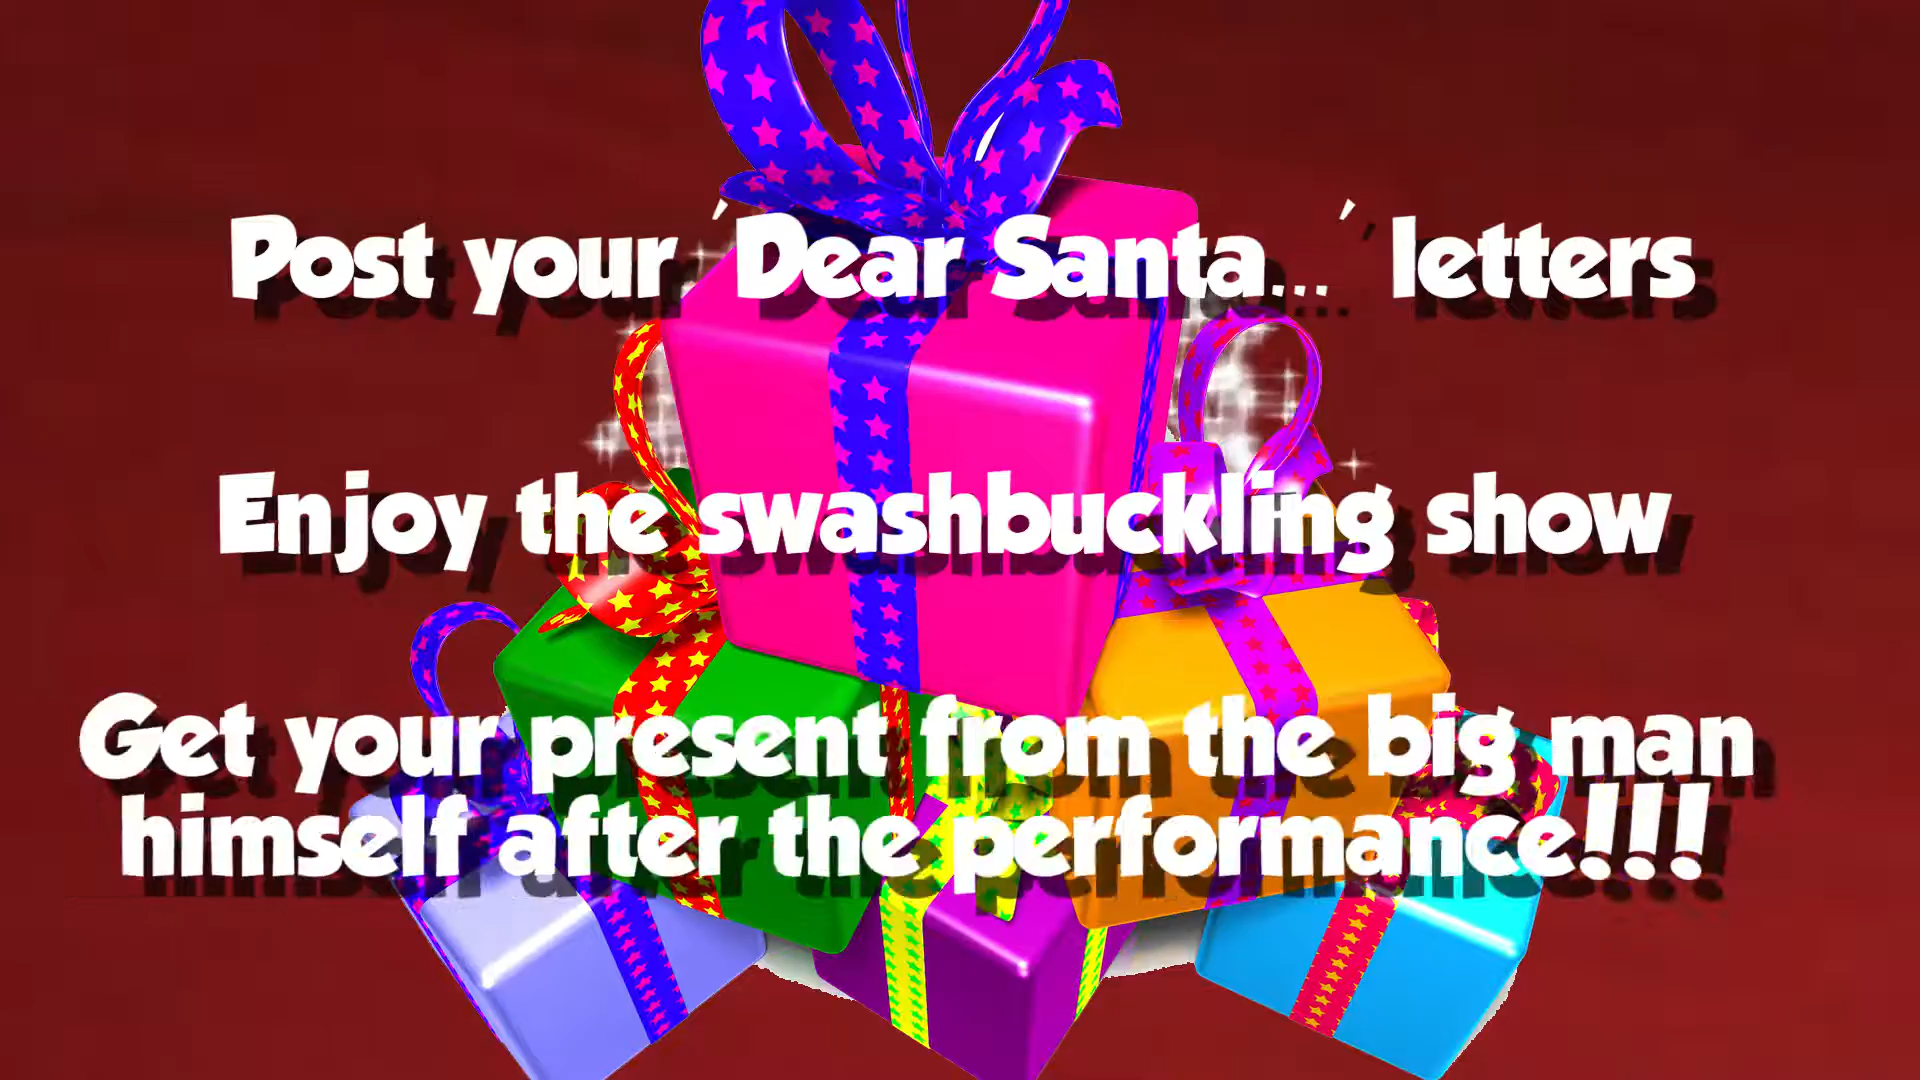 Post your 'Dear Santa...' letters
Enjoy the swashbuckling show
Get your present from the big man
himself after the performance!!!